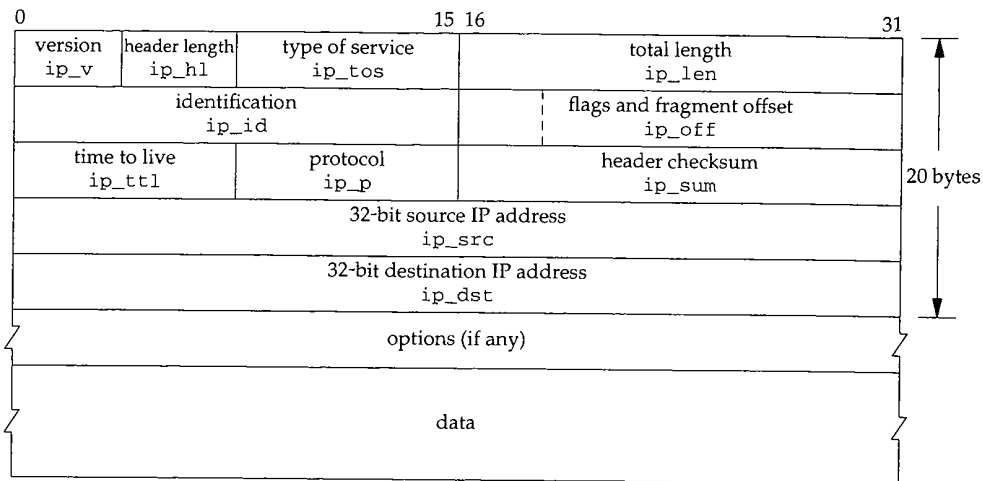 0 15 16 31
version header length type of service total length
ip_v ip_hl ip_tos ip_len
identification flags and fragment offset
ip_id ip_off
time to live protocol header checksum
ip_ttl ip_p ip_sum
20 bytes
32-bit source IP address
ip_src
32-bit destination IP address
ip_dst
options (if any)
data